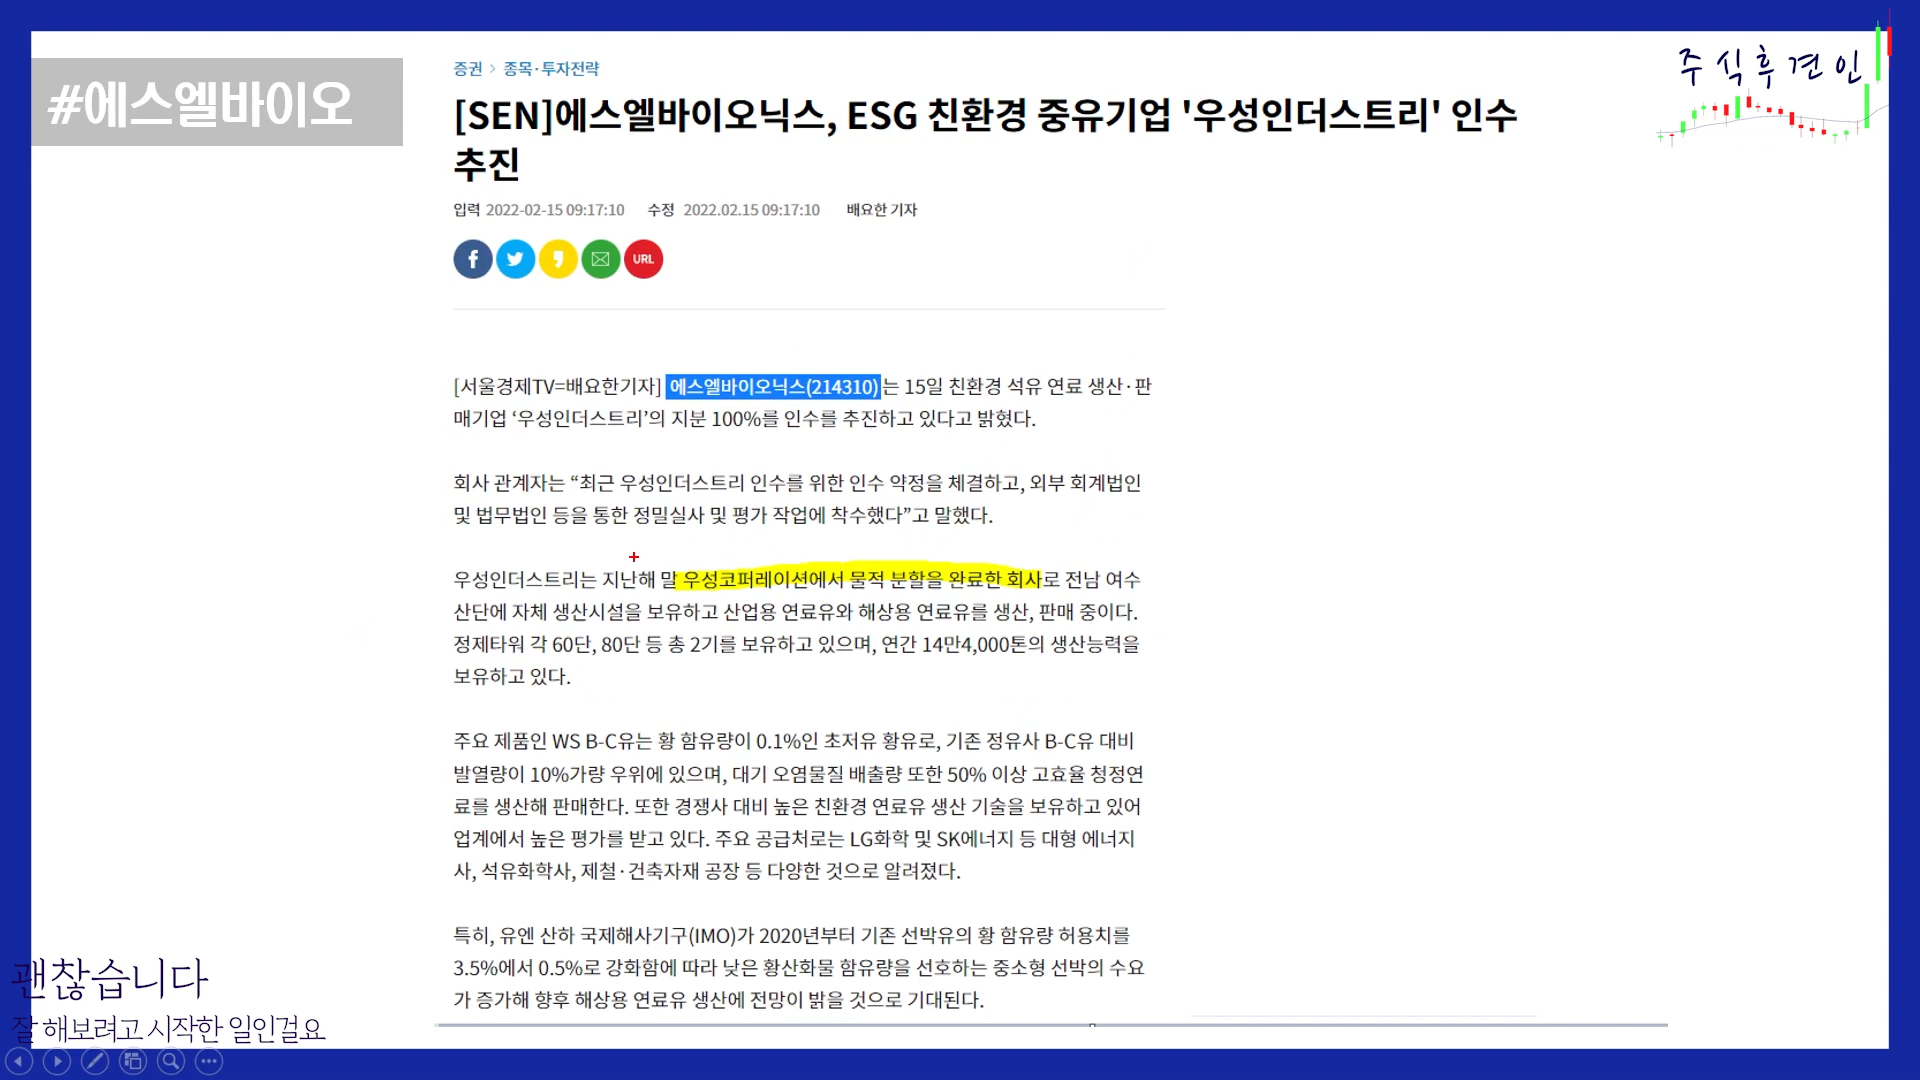 #에스엘바이오
주식후견인
증권 > 종목·투자전략
[SEN]에스엘바이오닉스, ESG 친환경 중유기업 '우성인더스트리' 인수
추진
입력 2022-02-15 09:17:10 수정 2022.02.15 09:17:10 배요한 기자
URL
[서울경제TV=배요한기자] 에스엘바이오닉스(214310)는 15일 친환경 석유 연료 생산·판
매기업 ‘우성인더스트리’의 지분 100%를 인수를 추진하고 있다고 밝혔다.
회사 관계자는 “최근 우성인더스트리 인수를 위한 인수 약정을 체결하고, 외부 회계법인
및 법무법인 등을 통한 정밀실사 및 평가 작업에 착수했다”고 말했다.
우성인더스트리는 지난해 말 우성코퍼레이션에서 물적 분할을 완료한 회사로 전남 여수
산단에 자체 생산시설을 보유하고 산업용 연료유와 해상용 연료유를 생산, 판매 중이다.
정제타워 각 60단, 80단 등 총 2기를 보유하고 있으며, 연간 14만4,000톤의 생산능력을
보유하고 있다.
주요 제품인 WS B-C유는 황 함유량이 0.1%인 초저유 황유로, 기존 정유사 B-C유 대비
발열량이 10%가량 우위에 있으며, 대기 오염물질 배출량 또한 50% 이상 고효율 청정연
료를 생산해 판매한다. 또한 경쟁사 대비 높은 친환경 연료유 생산 기술을 보유하고 있어
업계에서 높은 평가를 받고 있다. 주요 공급처로는 LG화학 및 SK에너지 등 대형 에너지
사, 석유화학사, 제철·건축자재 공장 등 다양한 것으로 알려졌다.
특히, 유엔 산하 국제해사기구(IMO)가 2020년부터 기존 선박유의 황 함유량 허용치를
3.5%에서 0.5%로 강화함에 따라 낮은 황산화물 함유량을 선호하는 중소형 선박의 수요
가 증가해 향후 해상용 연료유 생산에 전망이 밝을 것으로 기대된다.
괜찮습니다
잘 해보려고 시작한 일인걸요